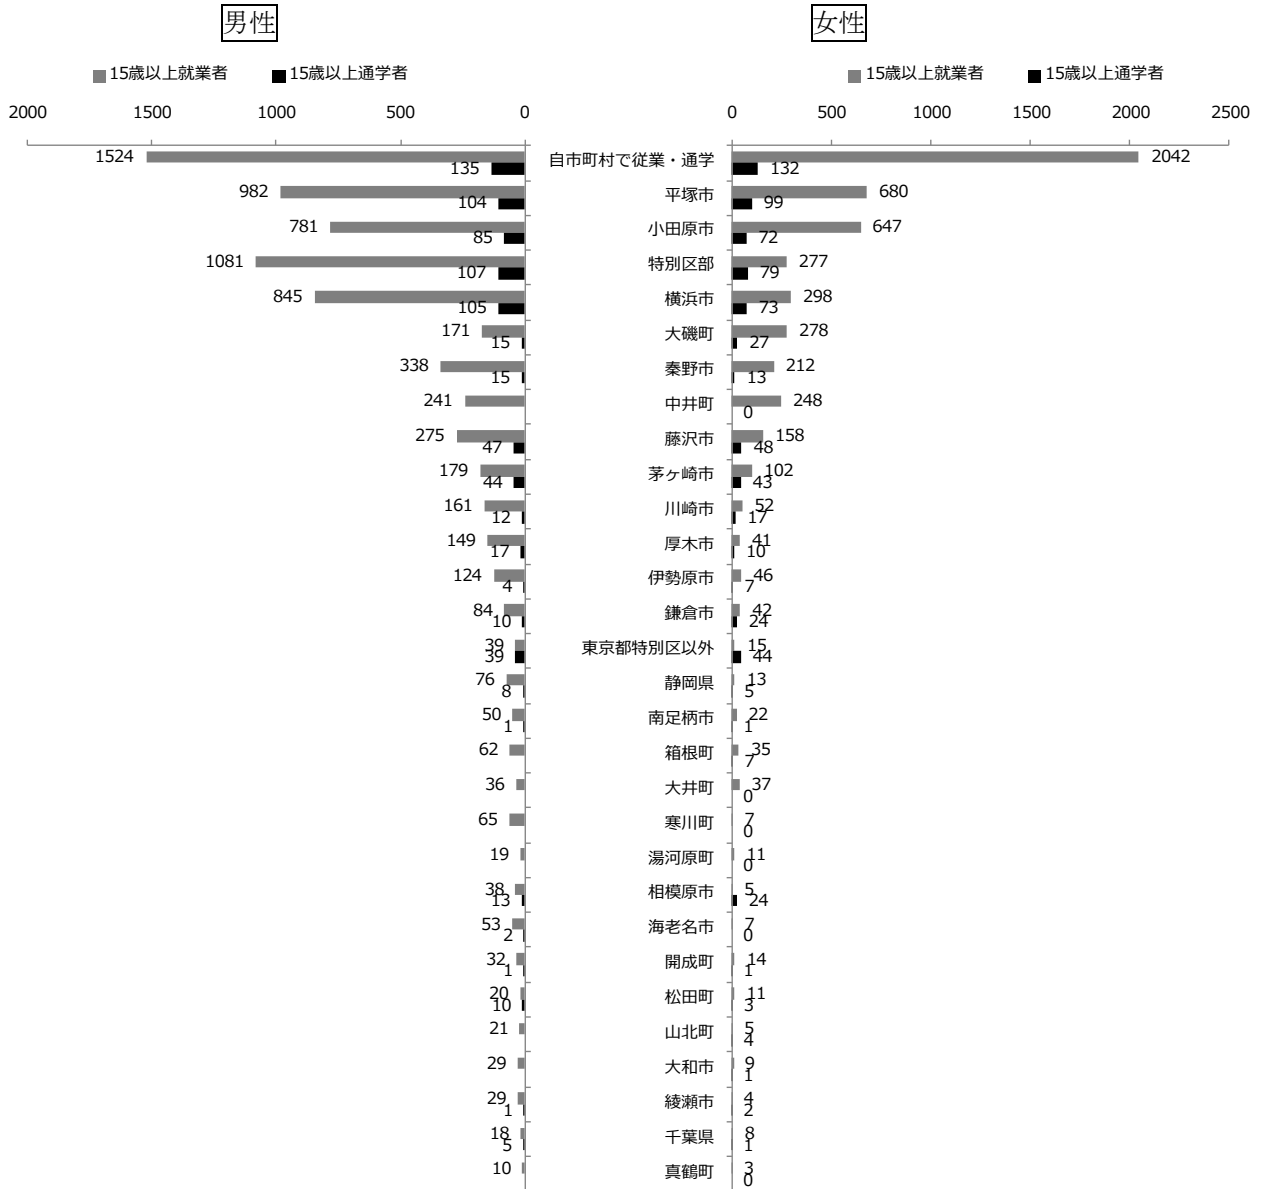 男性 女性
15歳以上就業者 15歳以上通学者 15歳以上就業者 15歳以上通学者
2000 1500 1000 500 0 0 500 1000 1500 2000 2500
1524 自市町村で従業・通学 2042
135 132
982 平塚市 680
104 99
781 小田原市 647
85 72
1081 特別区部 277
107 79
845 横浜市 298
105 73
171 大磯町 278
15 27
338 秦野市 212
15 13
241 中井町 248
0
275 藤沢市 158
47 48
179 茅ヶ崎市 102
44 43
161 川崎市 52
12 17
149 厚木市 41
17 10
124 伊勢原市 46
4 7
84 鎌倉市 42
10 24
39 東京都特別区以外 15
39 44
76 静岡県 13
8 5
50 南足柄市 22
1 1
62 箱根町 35
7
36 大井町 37
0
65 寒川町 7
0
19 湯河原町 11
0
38 相模原市 5
13 24
53 海老名市 7
2 0
32 開成町 14
1 1
20 松田町 11
10 3
21 山北町 5
4
29 大和市 9
1
29 綾瀬市 4
1 2
18 千葉県 8
5 1
10 真鶴町 3
0